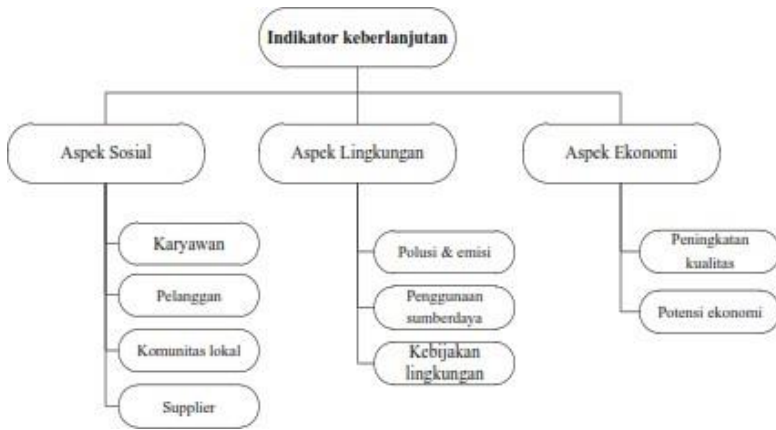 Indikator keberlanjutan
Aspek Sosial
Aspek Lingkungan
Aspek Ekonomi
Karyawan
Pelanggan
Komunitas lokal
Supplier
Polusi & emisi
Penggunaan
sumberdaya
Kebijakan
lingkungan
Peningkatan
kualitas
Potensi ekonomi